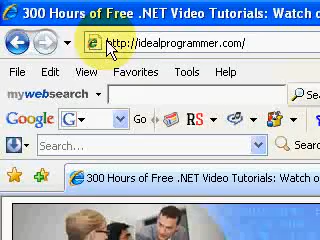 300 Hours of Free .NET Video Tutorials: Watch o
http://idealprogrammer.com/
File Edit View Favorites Tools Help
mywebsearch Search
Google G Go RS
Search... Searc
300 Hours of Free .NET Video Tutorials: Watch o